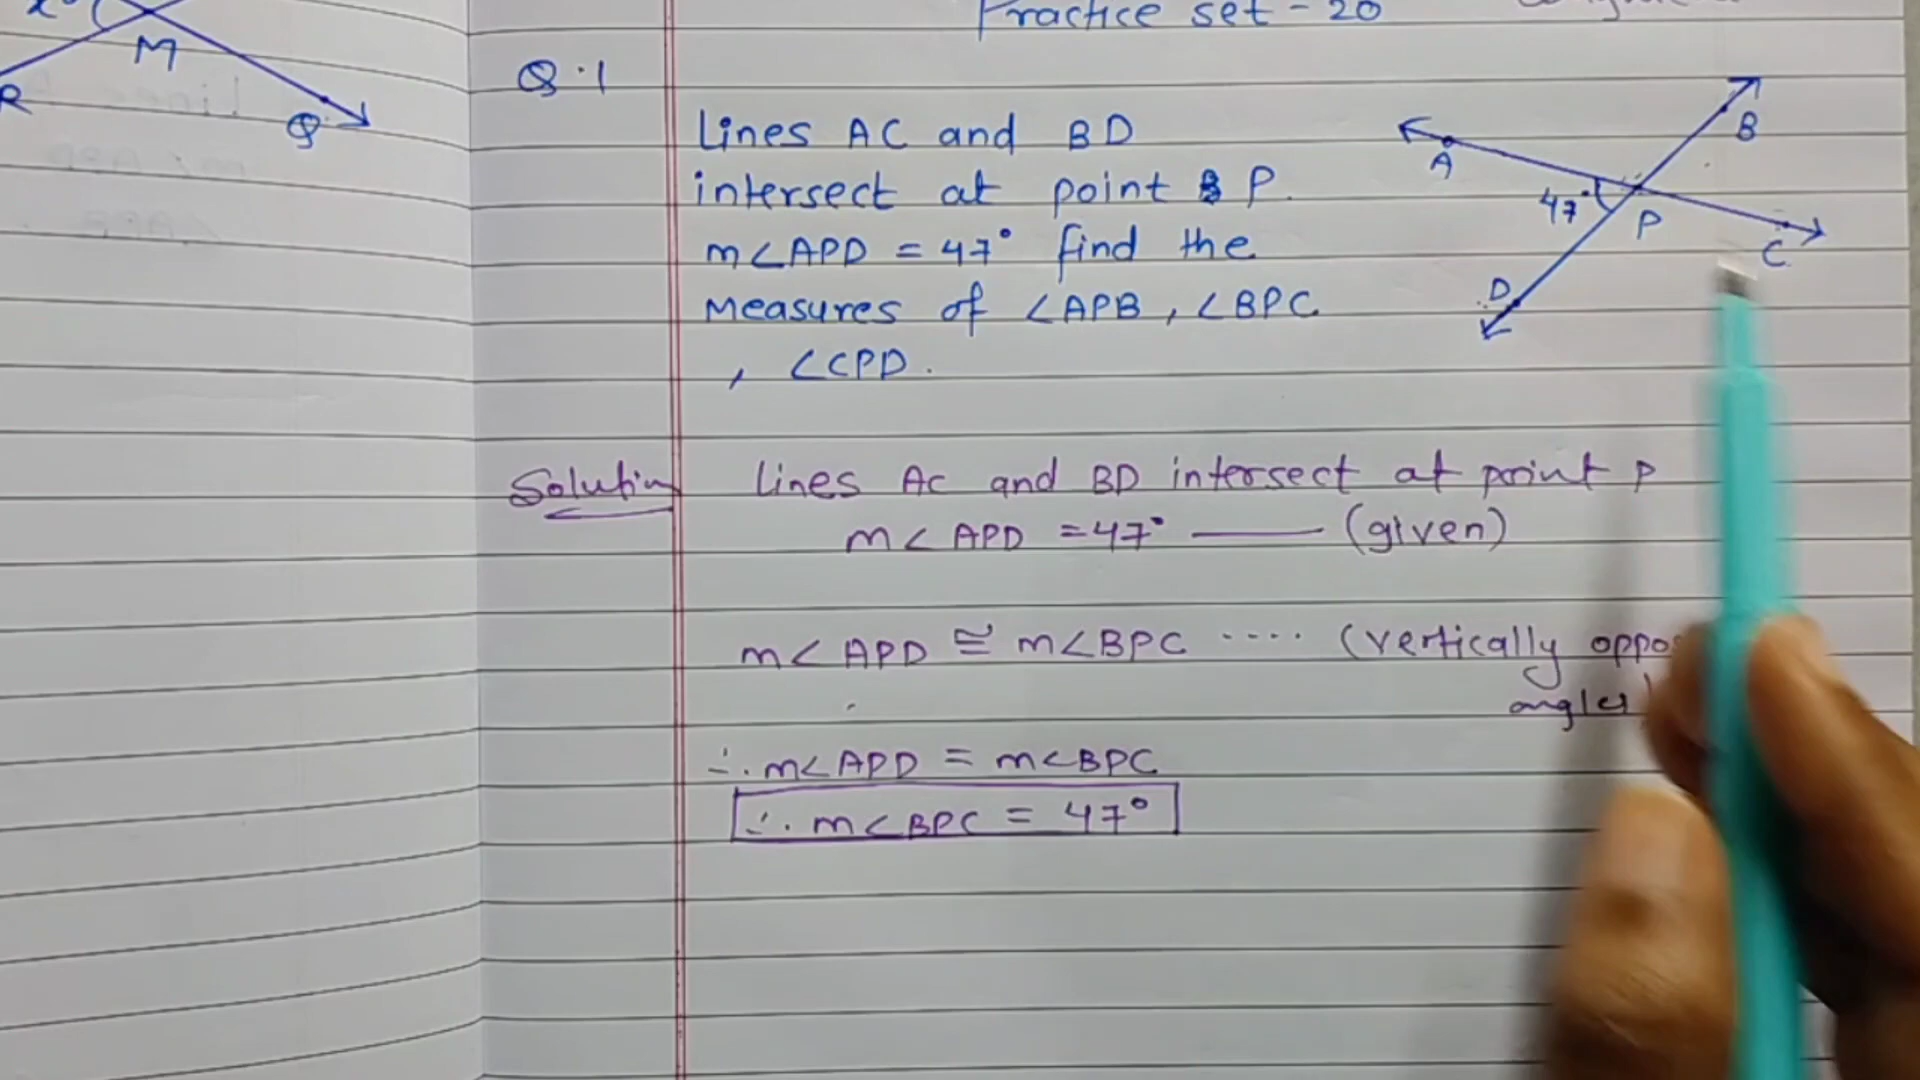 Practice set - 20
Q.1
Lines AC and BD
intersect at point P.
m∠APD = 47° find the
measures of ∠APB, ∠BPC
, ∠CPD.
A
B
47°
P
C
D
x°
M
R
Q
Solution Lines AC and BD intersect at point P
m∠APD = 47° —— (given)
m∠APD ≅ m∠BPC .... (vertically
angles)
∴ m∠APD = m∠BPC
∴ m∠BPC = 47°